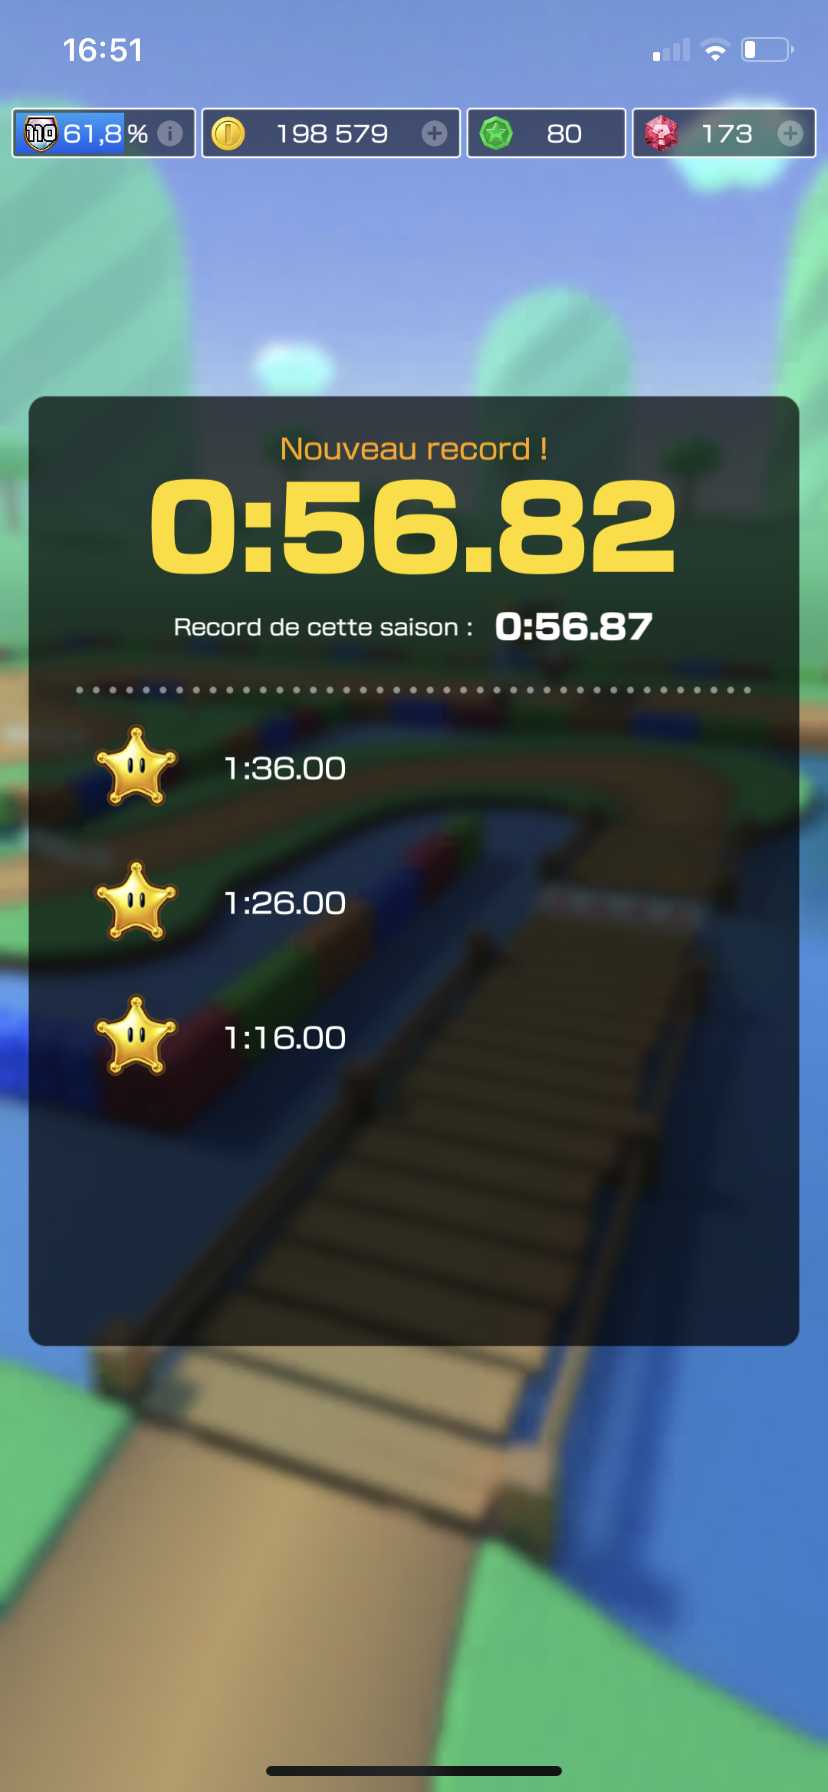 16:51
110 61,8 % i 198 579 + 80 173 +
Nouveau record !
0:56.82
Record de cette saison : 0:56.87
1:36.00
1:26.00
1:16.00